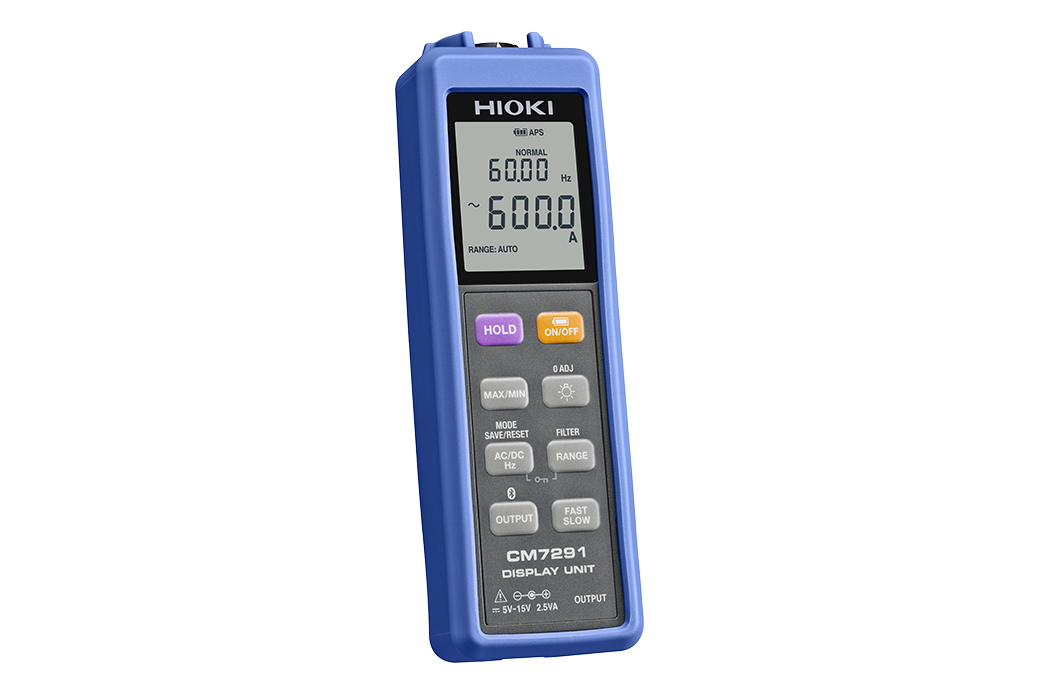 HIOKI
APS
NORMAL
60.00 Hz
~ 600.0 A
RANGE: AUTO
HOLD ON/OFF
0 ADJ
MAX/MIN
MODE
SAVE/RESET FILTER
AC/DC
Hz
RANGE
OUTPUT
FAST
SLOW
CM7291
DISPLAY UNIT
5V-15V 2.5VA OUTPUT